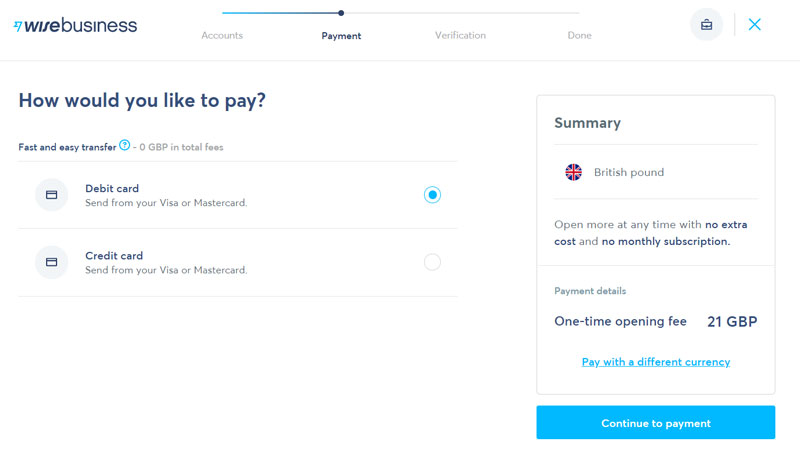 wise business
Accounts
Payment
Verification
Done
How would you like to pay?
Fast and easy transfer ? - 0 GBP in total fees
Debit card
Send from your Visa or Mastercard.
Credit card
Send from your Visa or Mastercard.
Summary
British pound
Open more at any time with no extra
cost and no monthly subscription.
Payment details
One-time opening fee 21 GBP
Pay with a different currency
Continue to payment